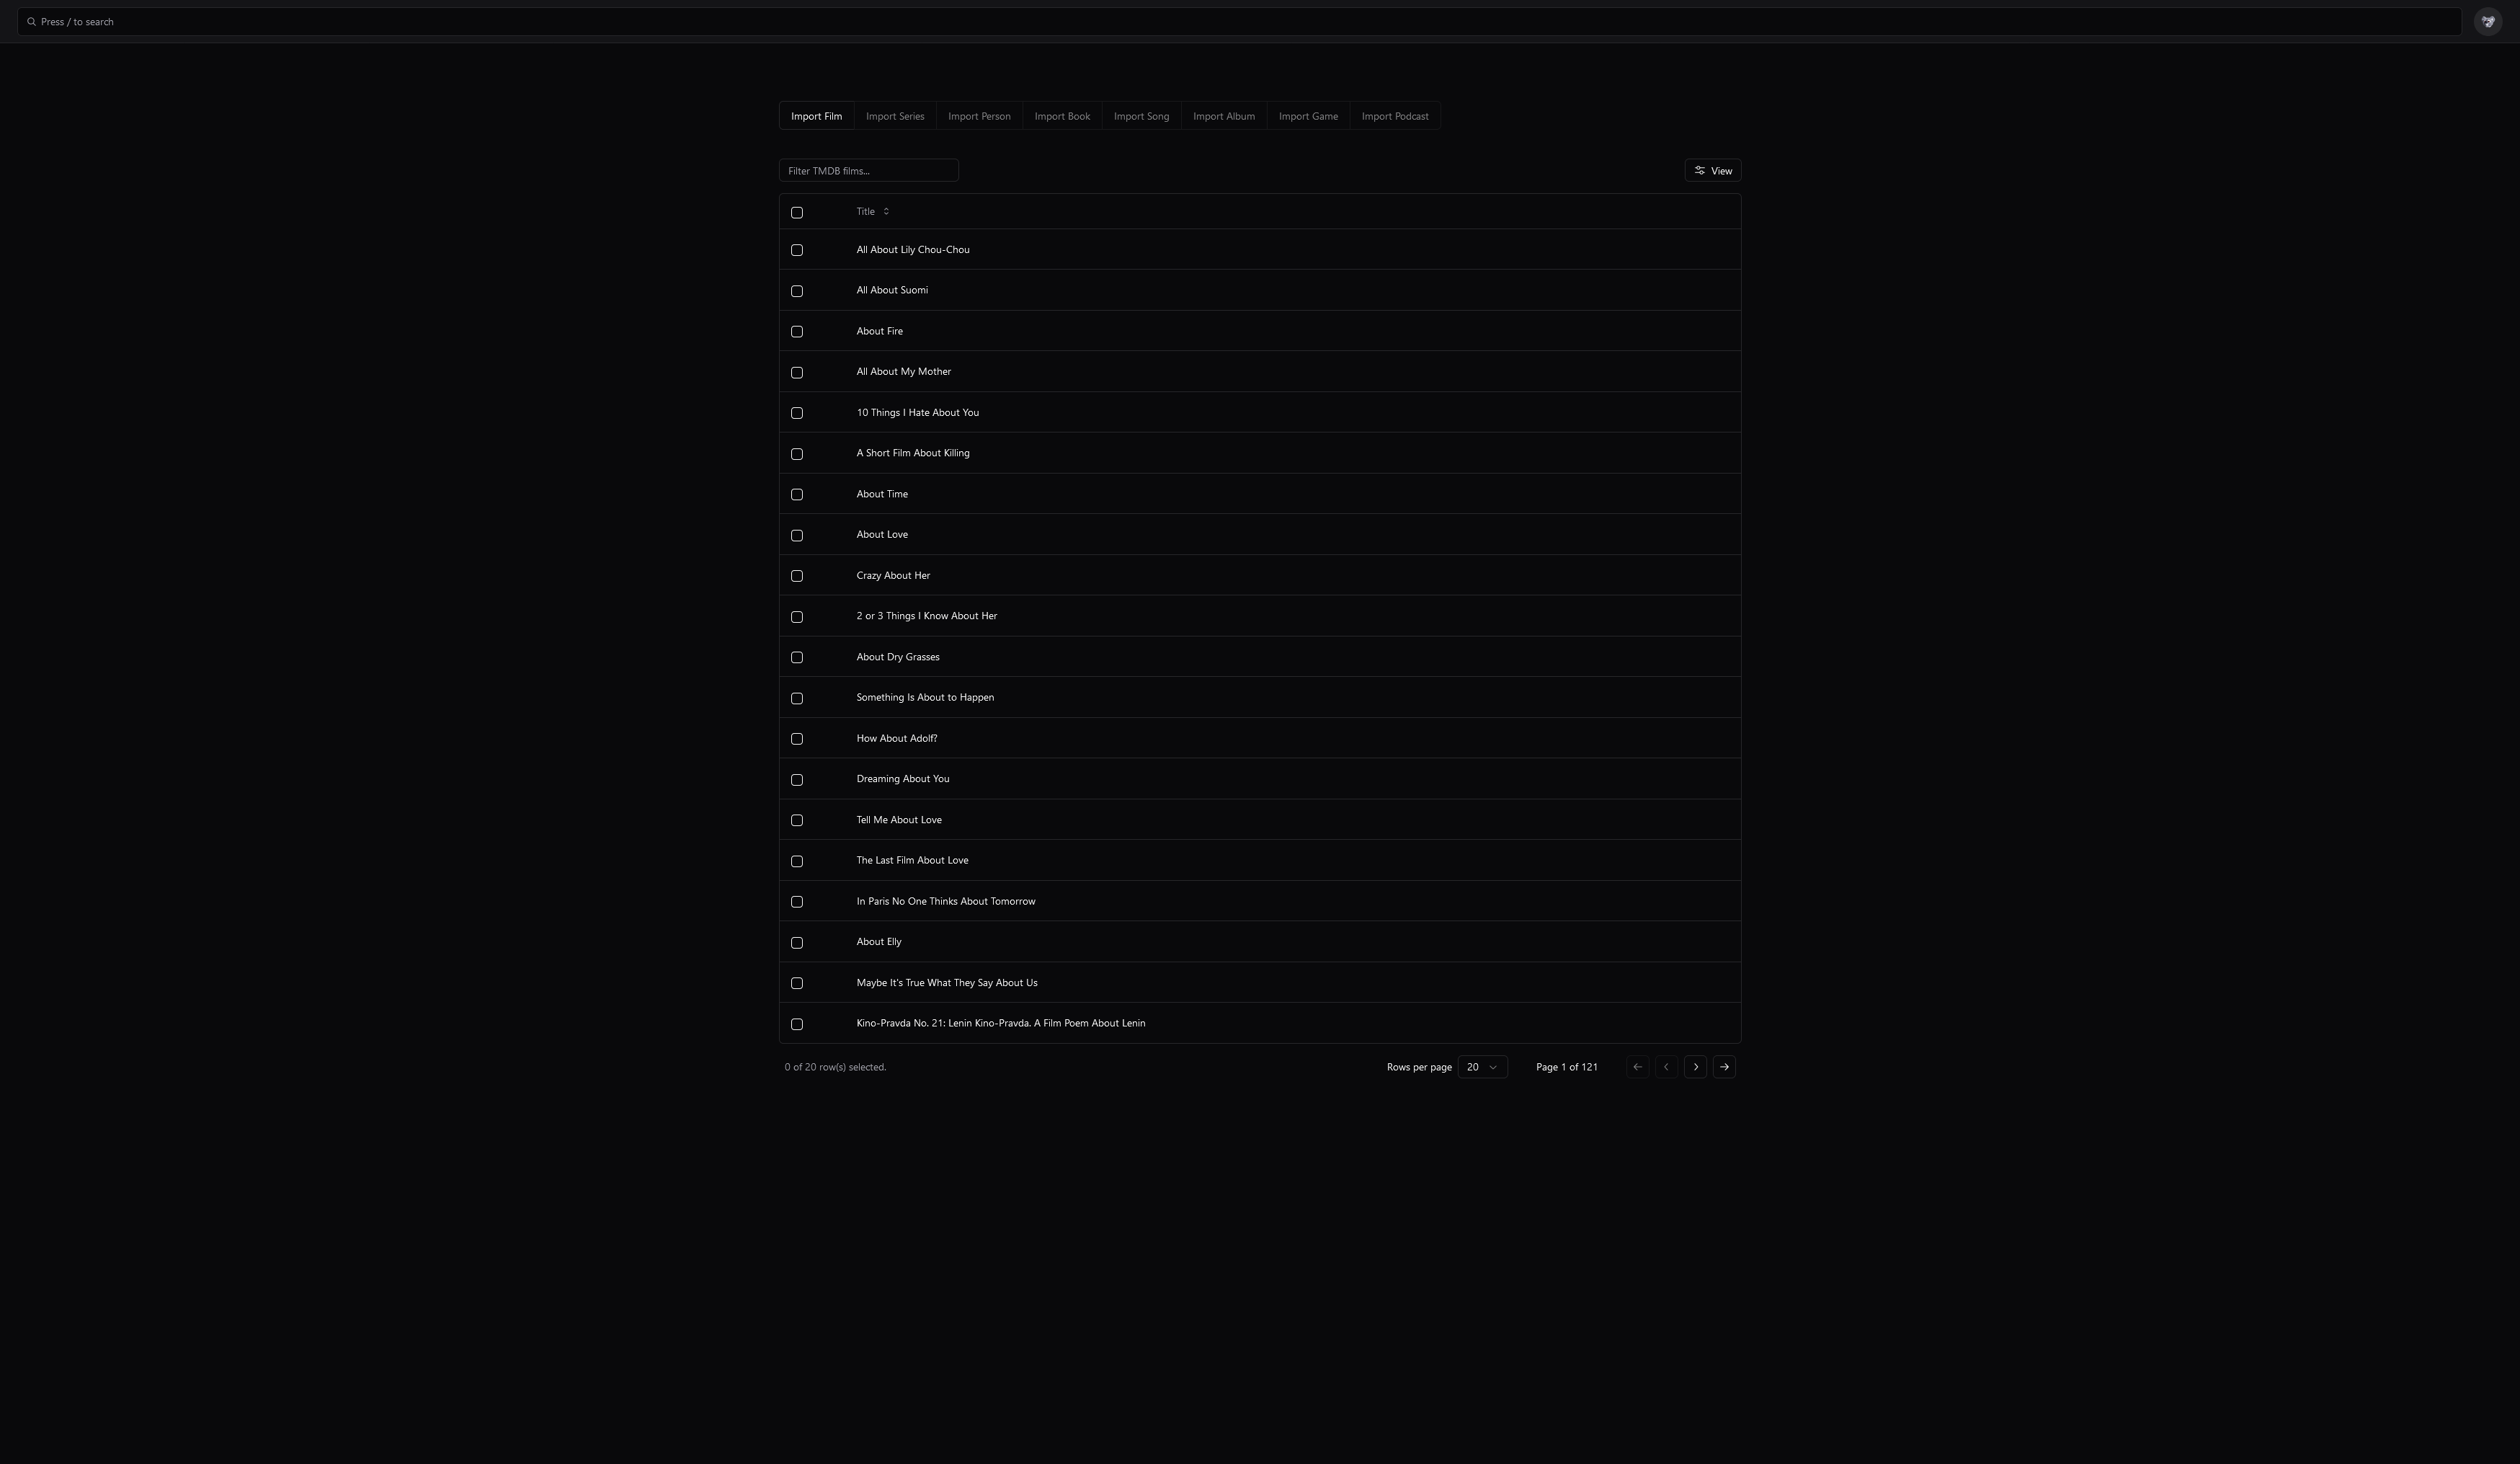 Press / to search
Import Film Import Series Import Person Import Book Import Song Import Album Import Game Import Podcast
Filter TMDB films... View
Title
All About Lily Chou-Chou
All About Suomi
About Fire
All About My Mother
10 Things I Hate About You
A Short Film About Killing
About Time
About Love
Crazy About Her
2 or 3 Things I Know About Her
About Dry Grasses
Something Is About to Happen
How About Adolf?
Dreaming About You
Tell Me About Love
The Last Film About Love
In Paris No One Thinks About Tomorrow
About Elly
Maybe It's True What They Say About Us
Kino-Pravda No. 21: Lenin Kino-Pravda. A Film Poem About Lenin
0 of 20 row(s) selected. Rows per page 20 Page 1 of 121